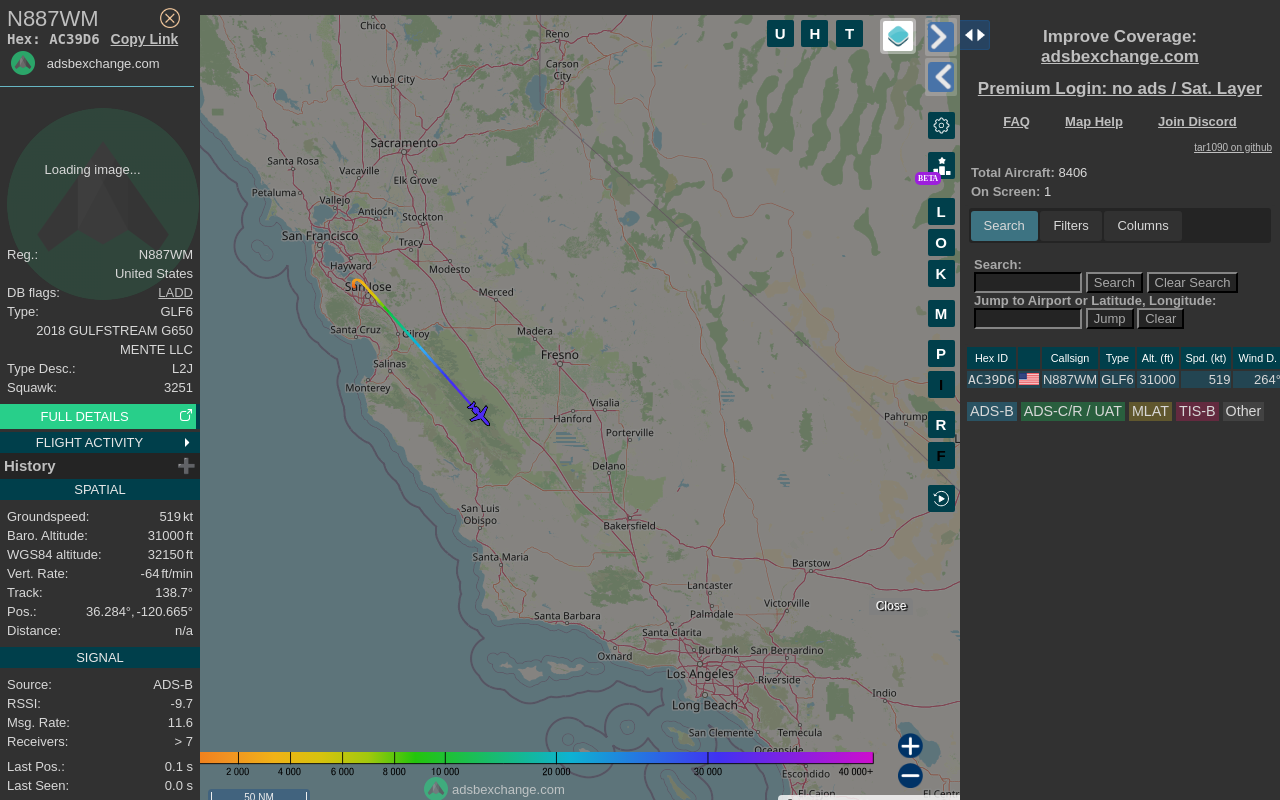 N887WM
Hex: AC39D6 Copy Link
adsbexchange.com
Loading image...
Reg.: N887WM
United States
DB flags: LADD
Type: GLF6
2018 GULFSTREAM G650
MENTE LLC
Type Desc.: L2J
Squawk: 3251
FULL DETAILS
FLIGHT ACTIVITY
History
SPATIAL
Groundspeed: 519 kt
Baro. Altitude: 31000 ft
WGS84 altitude: 32150 ft
Vert. Rate: -64 ft/min
Track: 138.7°
Pos.: 36.284°, -120.665°
Distance: n/a
SIGNAL
Source: ADS-B
RSSI: -9.7
Msg. Rate: 11.6
Receivers: > 7
Last Pos.: 0.1 s
Last Seen: 0.0 s
Chico
Reno
Carson
City
Yuba City
Sacramento
Santa Rosa
Vacaville
Elk Grove
Petaluma
Vallejo
Antioch
Stockton
San Francisco
Tracy
Hayward
Modesto
San Jose
Merced
Santa Cruz
Gilroy
Madera
Fresno
Salinas
Monterey
Visalia
Hanford
Pahrump
Porterville
Delano
San Luis
Obispo
Bakersfield
Santa Maria
Barstow
Lancaster
Victorville
Palmdale
Santa Barbara
Santa Clarita
Burbank
San Bernardino
Oxnard
Los Angeles
Riverside
Indio
Long Beach
San Clemente
Temecula
Oceanside
Escondido
El Cajon
El Centro
U H T
BETA
L
O
K
M
P
I
R
F
Close
2 000 4 000 6 000 8 000 10 000 20 000 30 000 40 000+
adsbexchange.com
50 NM
Improve Coverage:
adsbexchange.com
Premium Login: no ads / Sat. Layer
FAQ Map Help Join Discord
tar1090 on github
Total Aircraft: 8406
On Screen: 1
Search Filters Columns
Search:
Search Clear Search
Jump to Airport or Latitude, Longitude:
Jump Clear
Hex ID Callsign Type Alt. (ft) Spd. (kt) Wind D.
AC39D6 N887WM GLF6 31000 519 264°
ADS-B ADS-C/R / UAT MLAT TIS-B Other